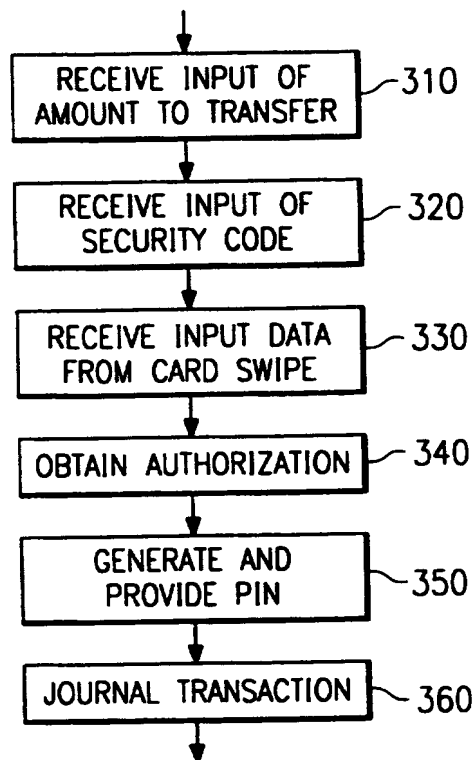 RECEIVE INPUT OF
AMOUNT TO TRANSFER
310
RECEIVE INPUT OF
SECURITY CODE
320
RECEIVE INPUT DATA
FROM CARD SWIPE
330
OBTAIN AUTHORIZATION
340
GENERATE AND
PROVIDE PIN
350
JOURNAL TRANSACTION
360